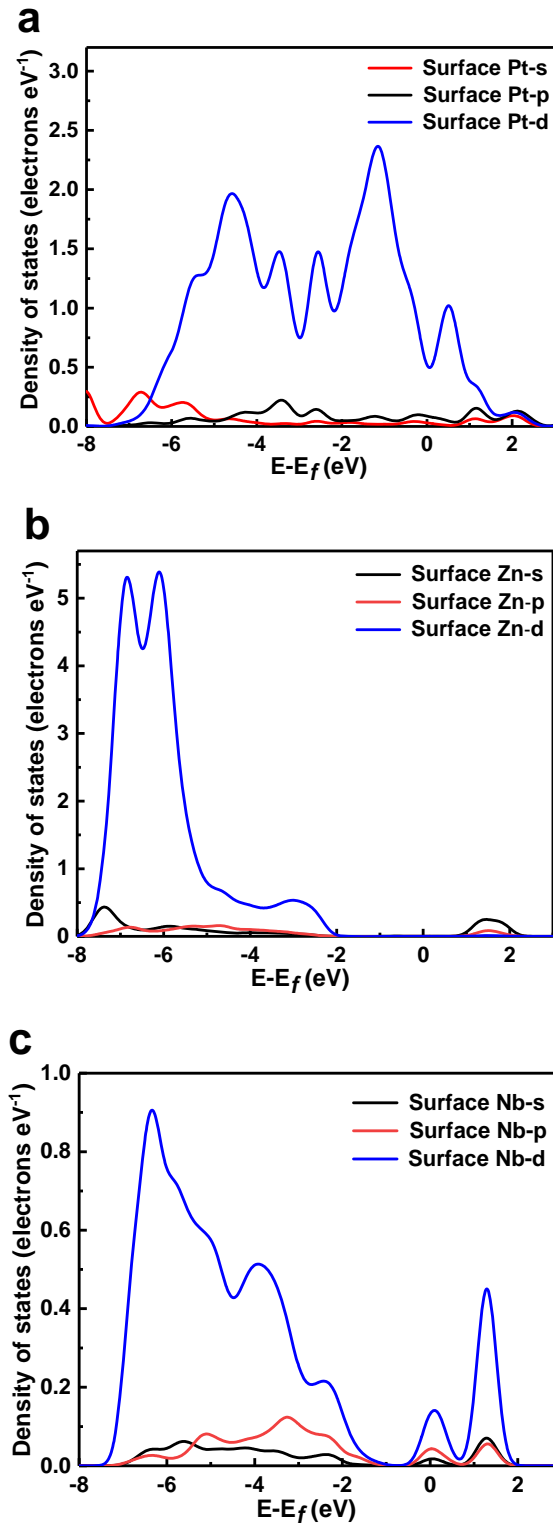 a
Surface Pt-s
Surface Pt-p
Surface Pt-d
Density of states (electrons eV⁻¹)
3.0
2.5
2.0
1.5
1.0
0.5
0.0
-8 -6 -4 -2 0 2
E-E𝑓 (eV)
b
Surface Zn-s
Surface Zn-p
Surface Zn-d
Density of states (electrons eV⁻¹)
5
4
3
2
1
0
-8 -6 -4 -2 0 2
E-E𝑓 (eV)
c
Surface Nb-s
Surface Nb-p
Surface Nb-d
Density of states (electrons eV⁻¹)
1.0
0.8
0.6
0.4
0.2
0.0
-8 -6 -4 -2 0 2
E-E𝑓 (eV)